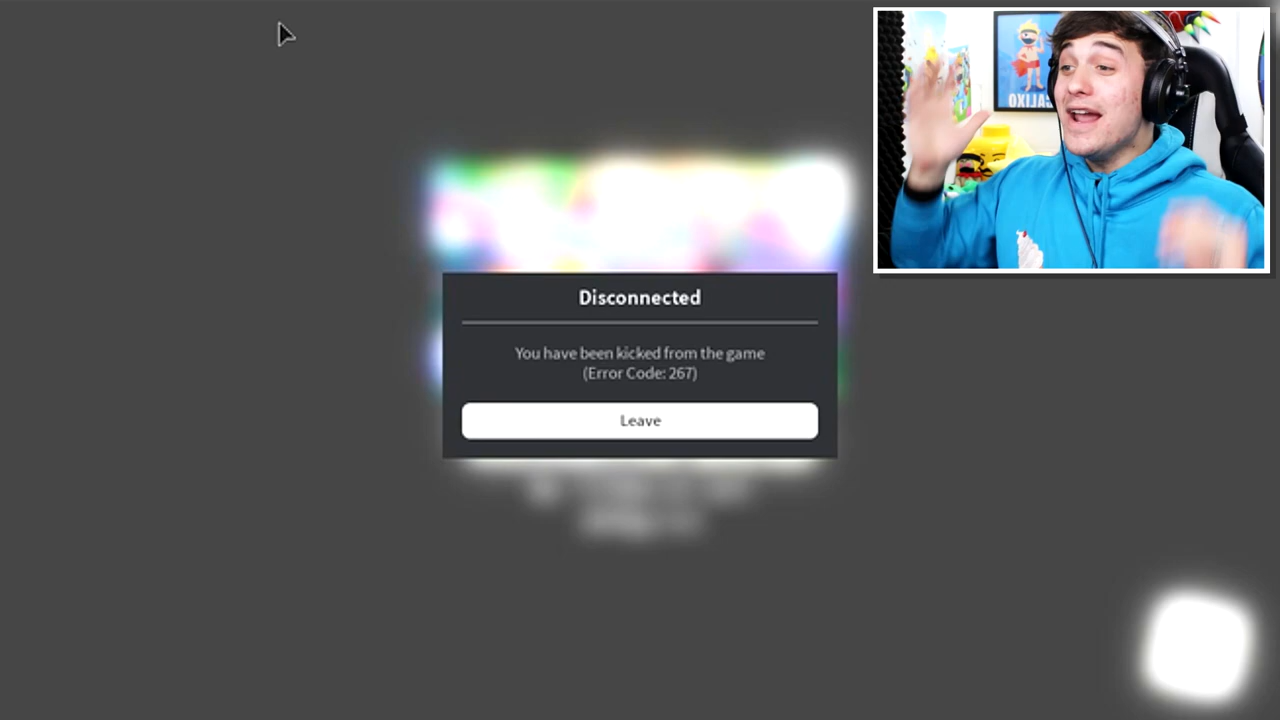 Disconnected
You have been kicked from the game
(Error Code: 267)
Leave